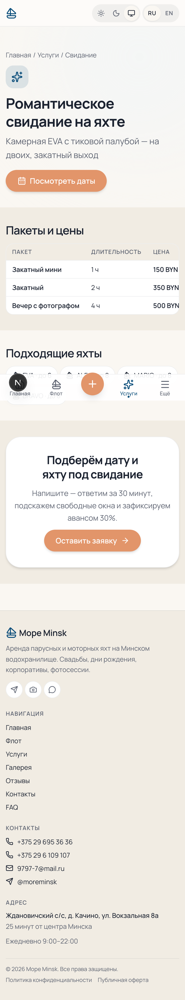 RU EN
Главная / Услуги / Свидание
Романтическое
свидание на яхте
Камерная EVA с тиковой палубой — на
двоих, закатный выход
Посмотреть даты
Пакеты и цены
ПАКЕТ ДЛИТЕЛЬНОСТЬ ЦЕНА
Закатный мини 1 ч 150 BYN
Закатный 2 ч 350 BYN
Вечер с фотографом 4 ч 500 BYN
Подходящие яхты
EVA · до 6 до 8 MARIO · до 8
BRAVO · до 8
N
Главная Флот Услуги Ещё
Подберём дату и
яхту под свидание
Напишите — ответим за 30 минут,
подскажем свободные окна и зафиксируем
авансом 30%.
Оставить заявку
Море Minsk
Аренда парусных и моторных яхт на Минском
водохранилище. Свадьбы, дни рождения,
корпоративы, фотосессии.
НАВИГАЦИЯ
Главная
Флот
Услуги
Галерея
Отзывы
Контакты
FAQ
КОНТАКТЫ
+375 29 695 36 36
+375 29 6 109 107
9797-7@mail.ru
@moreminsk
АДРЕС
Ждановичский с/с, д. Качино, ул. Вокзальная 8а
25 минут от центра Минска
Ежедневно 9:00–22:00
© 2026 Море Minsk. Все права защищены.
Политика конфиденциальности Публичная оферта